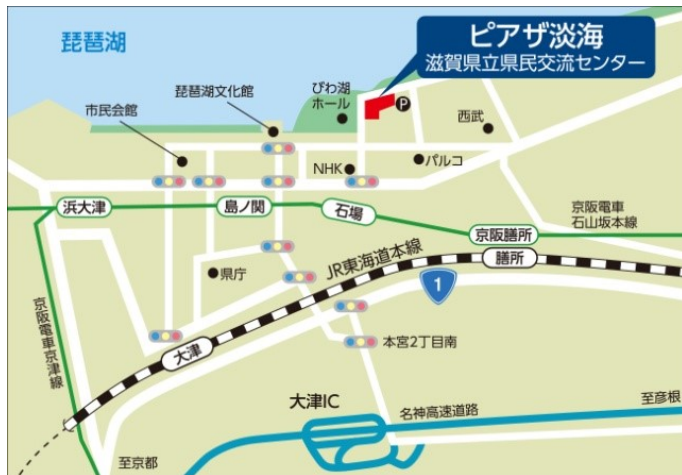 琵琶湖
ピアザ淡海
滋賀県立県民交流センター
びわ湖
ホール
琵琶湖文化館
市民会館
P
西武
NHK
パルコ
浜大津
島ノ関
石場
京阪膳所
京阪電車
石山坂本線
県庁
JR東海道本線
膳所
1
京阪電車京津線
大津
本宮2丁目南
大津IC
名神高速道路
至彦根
至京都